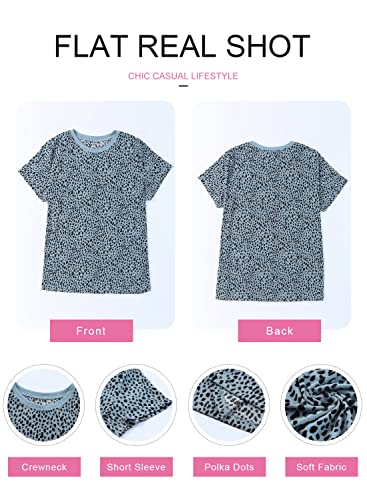 FLAT REAL SHOT
CHIC CASUAL LIFESTYLE
Front
Back
Crewneck
Short Sleeve
Polka Dots
Soft Fabric